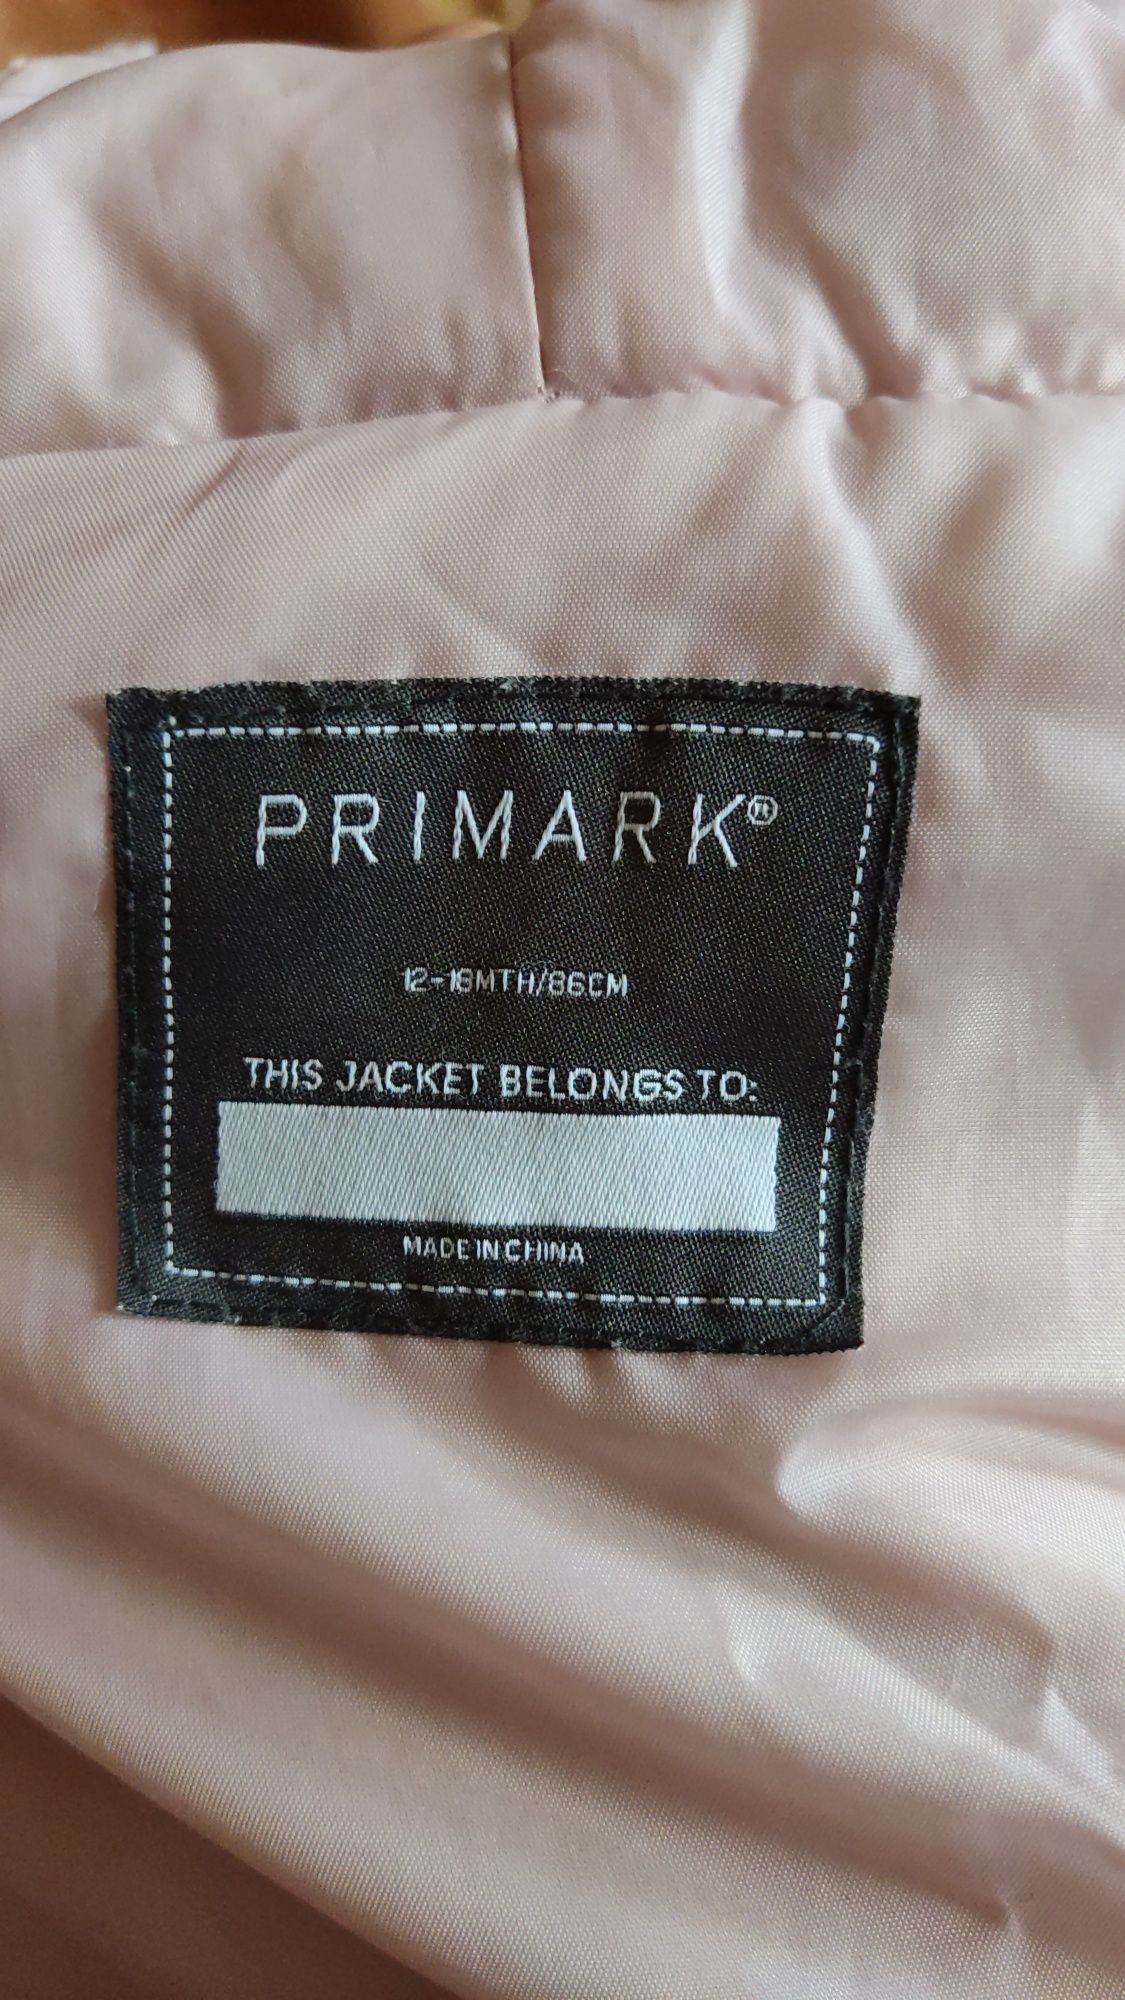 PRIMARK®
12-18MTH/86CM
THIS JACKET BELONGS TO:
MADE IN CHINA